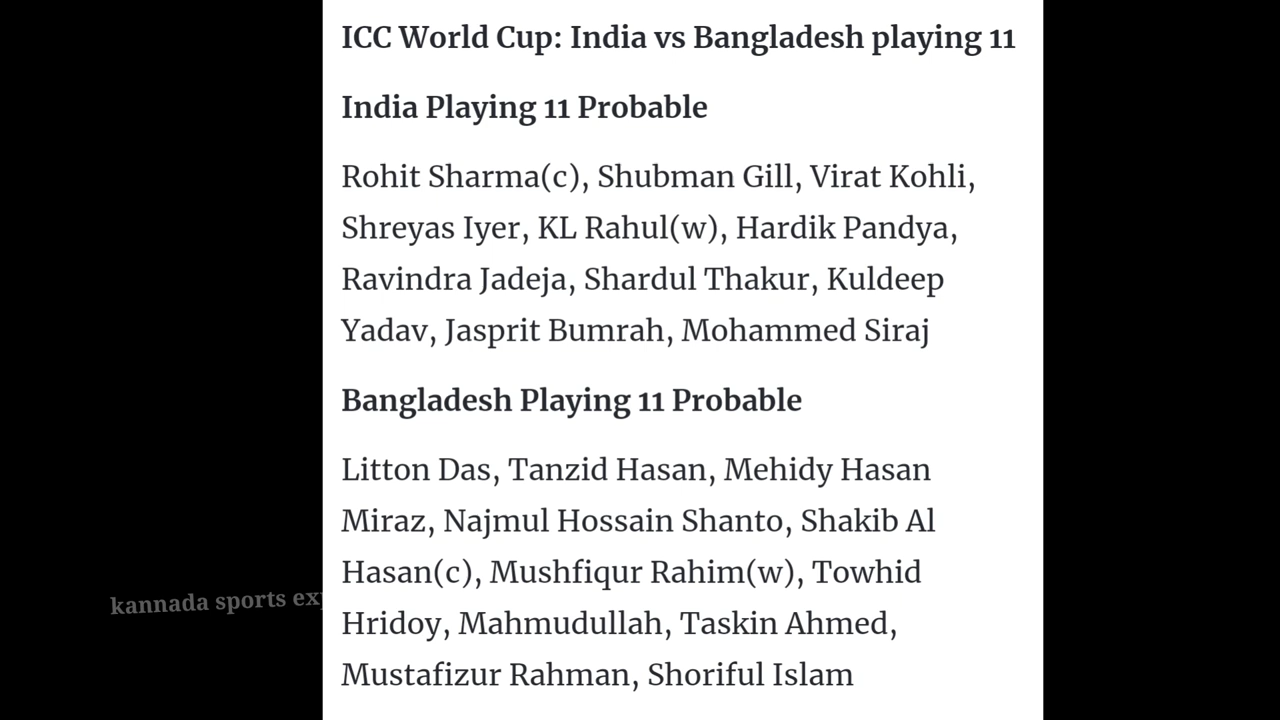 ICC World Cup: India vs Bangladesh playing 11
India Playing 11 Probable
Rohit Sharma(c), Shubman Gill, Virat Kohli,
Shreyas Iyer, KL Rahul(w), Hardik Pandya,
Ravindra Jadeja, Shardul Thakur, Kuldeep
Yadav, Jasprit Bumrah, Mohammed Siraj
Bangladesh Playing 11 Probable
Litton Das, Tanzid Hasan, Mehidy Hasan
Miraz, Najmul Hossain Shanto, Shakib Al
Hasan(c), Mushfiqur Rahim(w), Towhid
Hridoy, Mahmudullah, Taskin Ahmed,
Mustafizur Rahman, Shoriful Islam
kannada sports